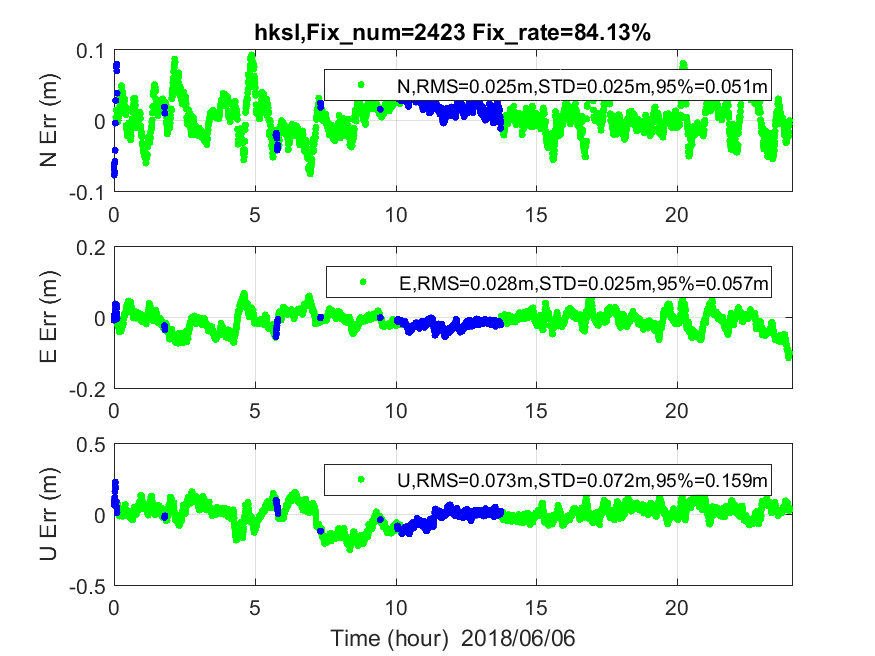 hksl,Fix_num=2423 Fix_rate=84.13%
N Err (m)
0.1
0
-0.1
N,RMS=0.025m,STD=0.025m,95%=0.051m
0 5 10 15 20
E Err (m)
0.2
0
-0.2
E,RMS=0.028m,STD=0.025m,95%=0.057m
0 5 10 15 20
U Err (m)
0.5
0
-0.5
U,RMS=0.073m,STD=0.072m,95%=0.159m
0 5 10 15 20
Time (hour) 2018/06/06